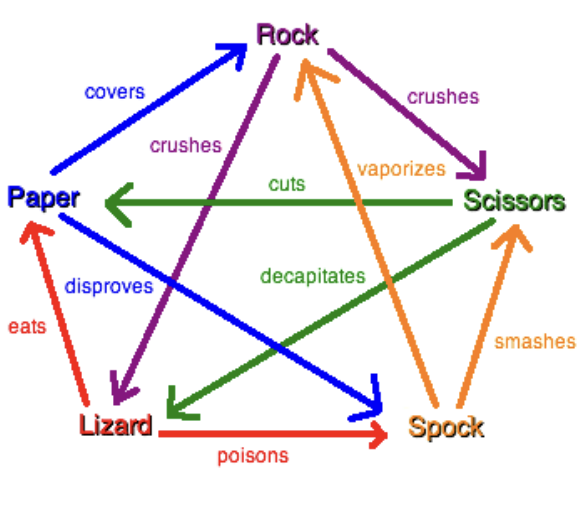 Rock
covers
crushes
crushes
vaporizes
cuts
Paper
Scissors
disproves
decapitates
eats
smashes
Lizard
Spock
poisons